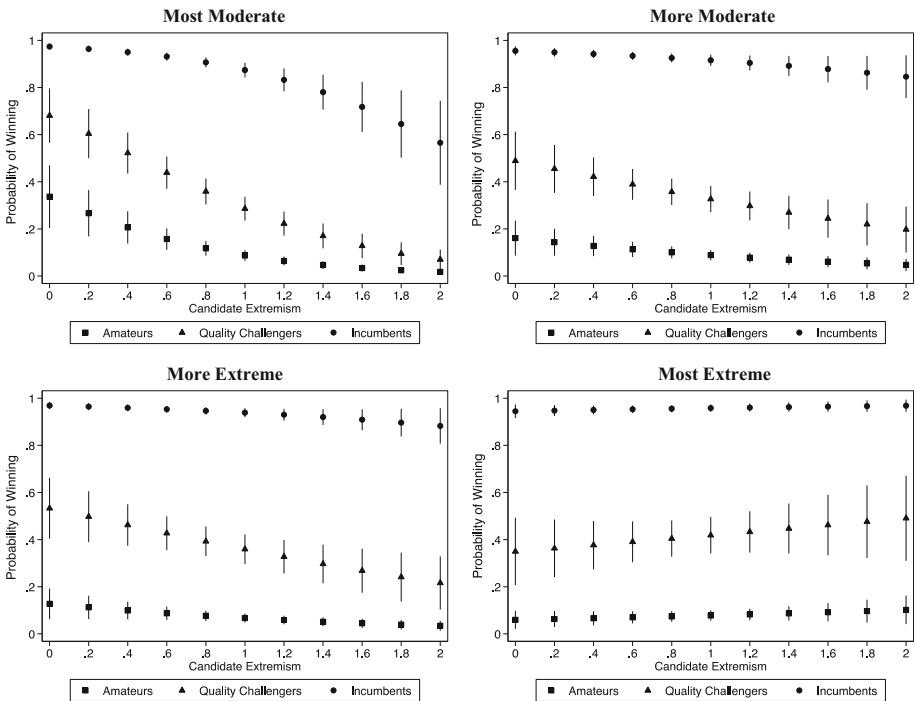 Most Moderate
1
.8
.6
.4
.2
0
Probability of Winning
0 .2 .4 .6 .8 1 1.2 1.4 1.6 1.8 2
Candidate Extremism
Amateurs Quality Challengers Incumbents
More Moderate
1
.8
.6
.4
.2
0
Probability of Winning
0 .2 .4 .6 .8 1 1.2 1.4 1.6 1.8 2
Candidate Extremism
Amateurs Quality Challengers Incumbents
More Extreme
1
.8
.6
.4
.2
0
Probability of Winning
0 .2 .4 .6 .8 1 1.2 1.4 1.6 1.8 2
Candidate Extremism
Amateurs Quality Challengers Incumbents
Most Extreme
1
.8
.6
.4
.2
0
Probability of Winning
0 .2 .4 .6 .8 1 1.2 1.4 1.6 1.8 2
Candidate Extremism
Amateurs Quality Challengers Incumbents